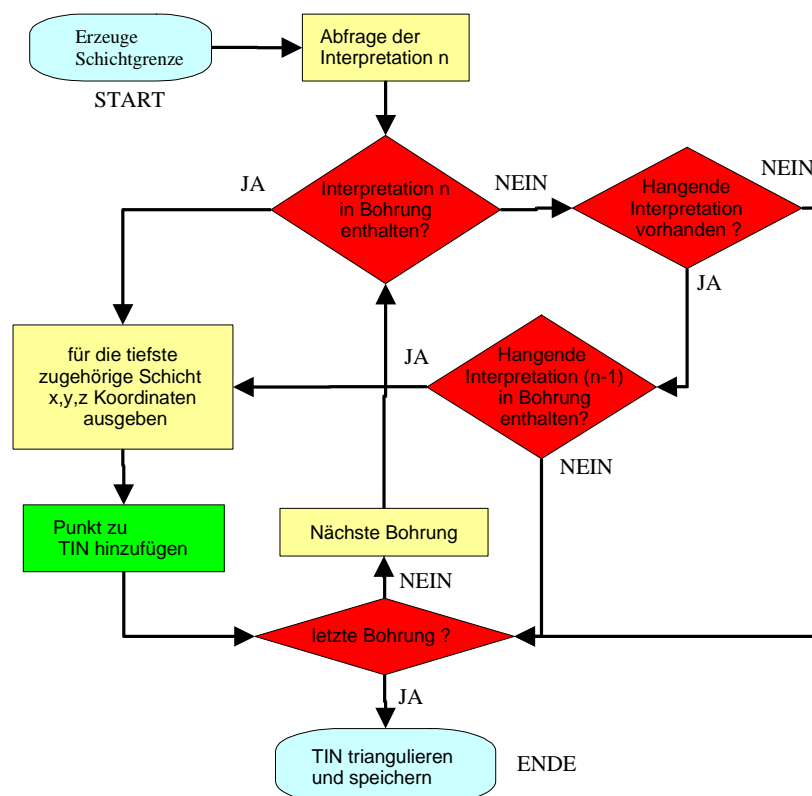 Erzeuge
Schichtgrenze
START
Abfrage der
Interpretation n
JA
Interpretation n
in Bohrung
enthalten?
NEIN
Hangende
Interpretation
vorhanden ?
NEIN
JA
für die tiefste
zugehörige Schicht
x,y,z Koordinaten
ausgeben
JA
Hangende
Interpretation (n-1)
in Bohrung
enthalten?
NEIN
Punkt zu
TIN hinzufügen
Nächste Bohrung
NEIN
letzte Bohrung ?
JA
TIN triangulieren
und speichern
ENDE